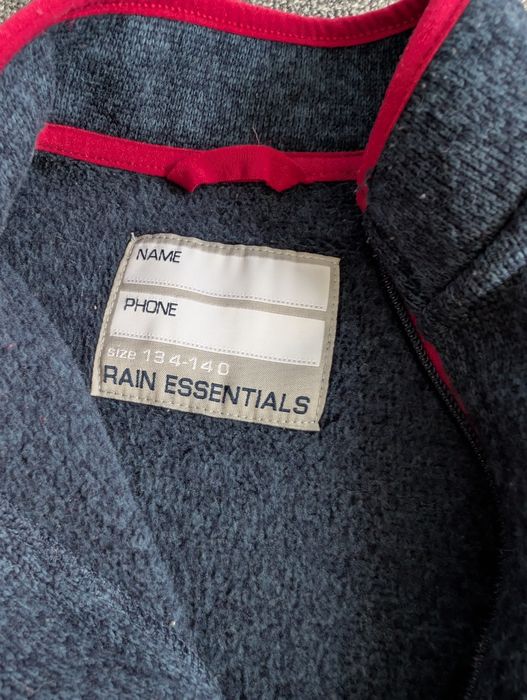 NAME
PHONE
size 134-140
RAIN ESSENTIALS